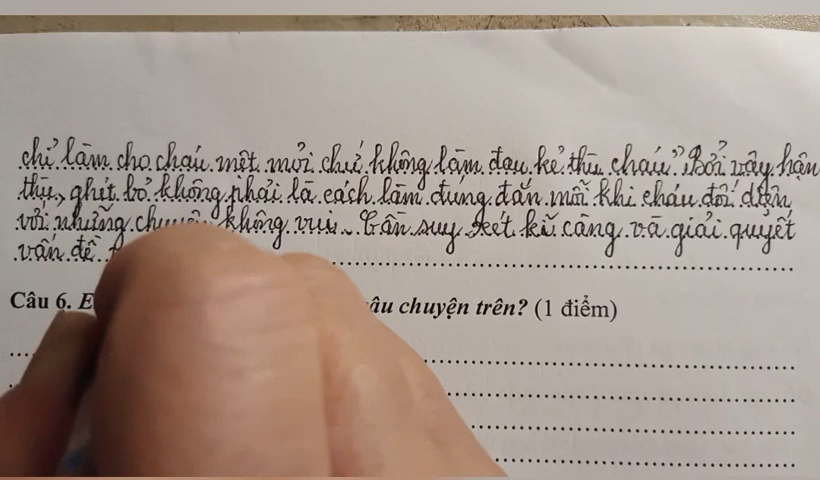 chỉ làm cho cháu mệt mỏi chứ không làm đau kẻ thù cháu" Bởi vậy hận
thù, ghét bỏ không phải là cách làm đúng đắn mỗi khi cháu đối diện
với những chuyện không vui. Cần suy xét kĩ càng và giải quyết
vấn đề
Câu 6. E câu chuyện trên? (1 điểm)